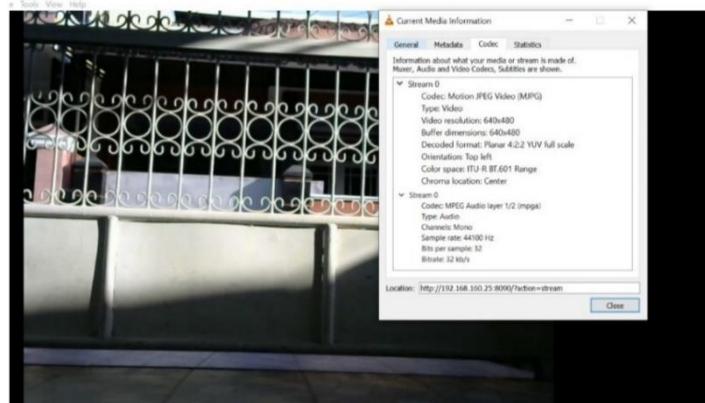 e Tools View Help
Current Media Information
General Metadata Codec Statistics
Information about what your media or stream is made of.
Muxer, Audio and Video Codecs, Subtitles are shown.
Stream 0
Codec: Motion JPEG Video (MJPG)
Type: Video
Video resolution: 640x480
Buffer dimensions: 640x480
Decoded format: Planar 4:2:2 YUV full scale
Orientation: Top left
Color space: ITU-R BT.601 Range
Chroma location: Center
Stream 0
Codec: MPEG Audio layer 1/2 (mpga)
Type: Audio
Channels: Mono
Sample rate: 44100 Hz
Bits per sample: 32
Bitrate: 32 kb/s
Location: http://192.168.160.25:8090/?action=stream
Close